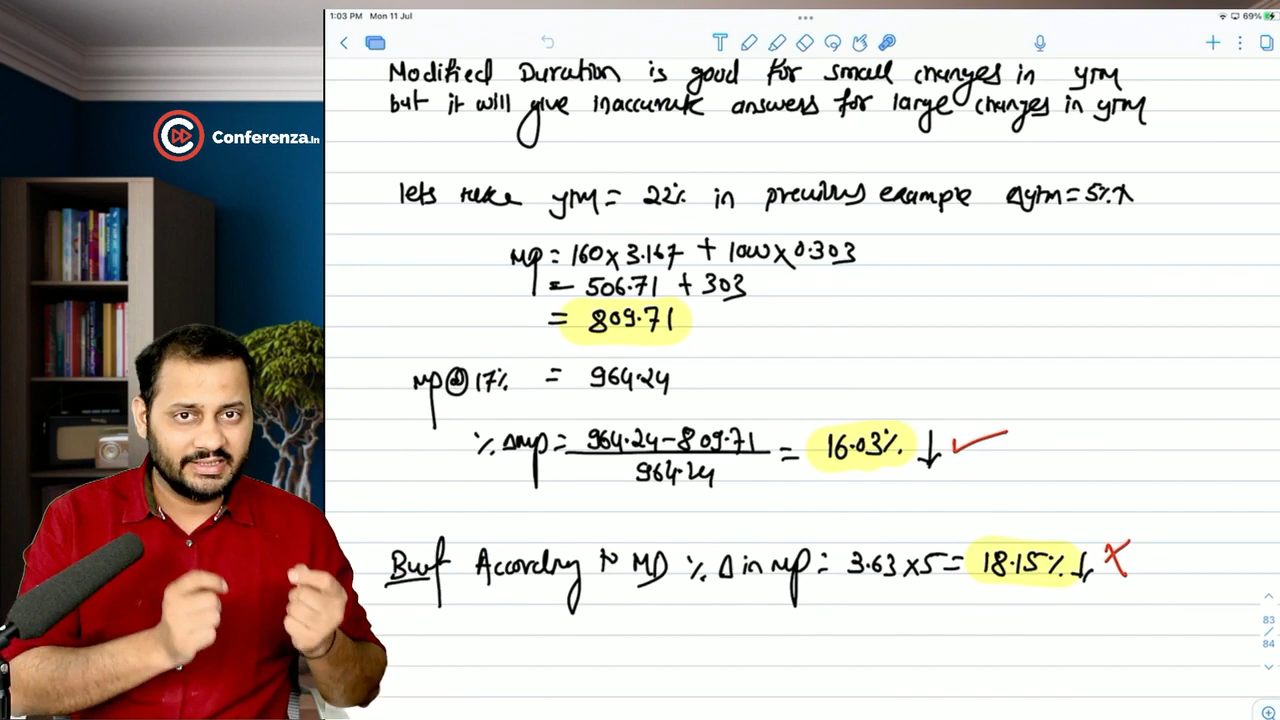 1:03 PM Mon 11 Jul
69%
T
Conferenza.in
Modified Duration is good for small changes in YTM
but it will give inaccurate answers for large changes in YTM
lets take YTM = 22% in previous example ΔYTM = 5%↑
MP = 160 x 3.167 + 1000 x 0.303
= 506.71 + 303
= 809.71
MP @ 17% = 964.24
% ΔMP = 964.24 - 809.71 / 964.24 = 16.03% ↓ ✓
But According to MD % Δ in MP = 3.63 x 5 = 18.15% ↓ ✗
83
/
84